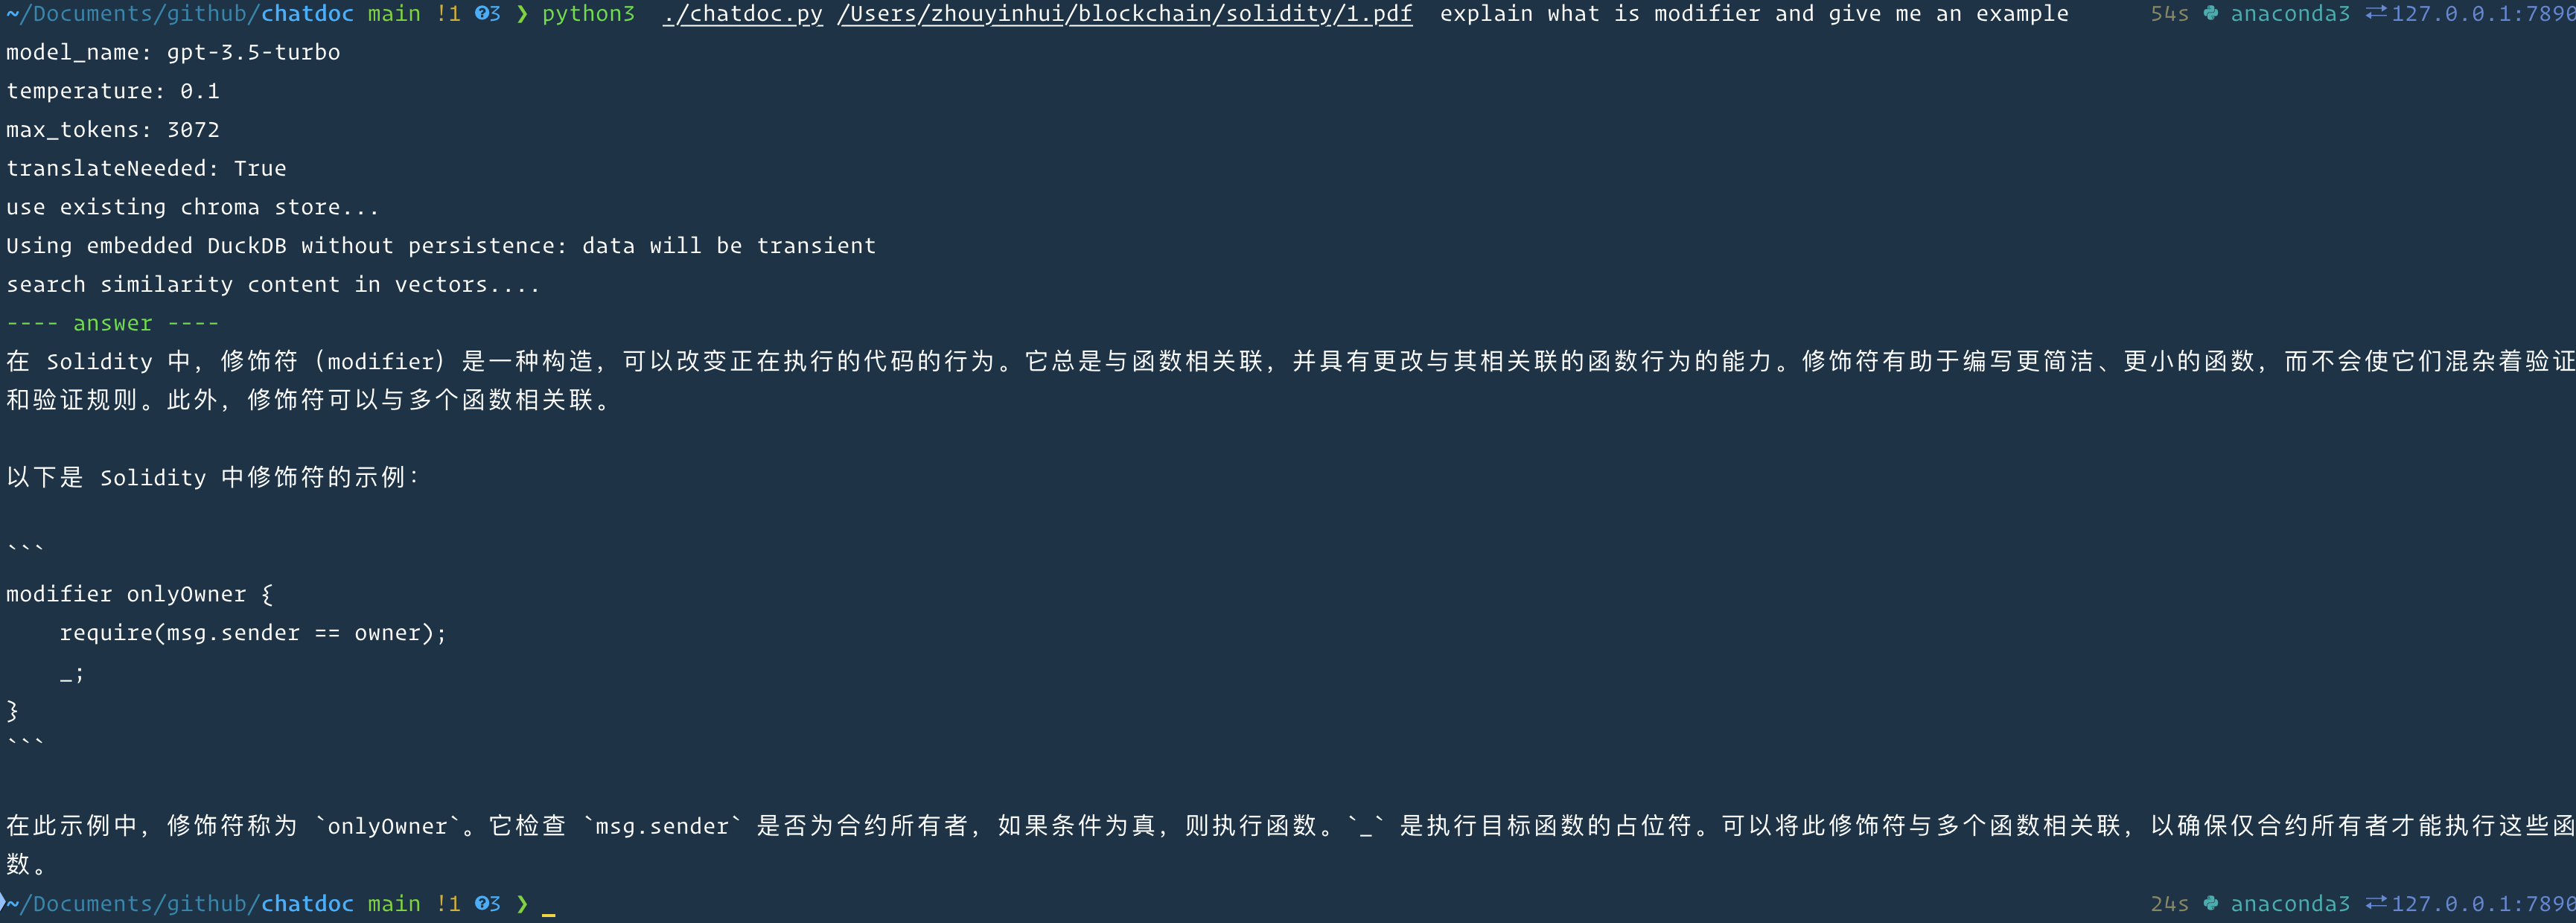 ~/Documents/github/chatdoc main !1 ?3 ❯ python3  ./chatdoc.py /Users/zhouyinhui/blockchain/solidity/1.pdf  explain what is modifier and give me an example 54s anaconda3 ⇄127.0.0.1:7890
model_name: gpt-3.5-turbo
temperature: 0.1
max_tokens: 3072
translateNeeded: True
use existing chroma store...
Using embedded DuckDB without persistence: data will be transient
search similarity content in vectors....
---- answer ----
在 Solidity 中，修饰符（modifier）是一种构造，可以改变正在执行的代码的行为。它总是与函数相关联，并具有更改与其相关联的函数行为的能力。修饰符有助于编写更简洁、更小的函数，而不会使它们混杂着验证
和验证规则。此外，修饰符可以与多个函数相关联。
以下是 Solidity 中修饰符的示例：
```
modifier onlyOwner {
    require(msg.sender == owner);
    _;
}
```
在此示例中，修饰符称为 `onlyOwner`。它检查 `msg.sender` 是否为合约所有者，如果条件为真，则执行函数。`_` 是执行目标函数的占位符。可以将此修饰符与多个函数相关联，以确保仅合约所有者才能执行这些函
数。
~/Documents/github/chatdoc main !1 ?3 ❯ _ 24s anaconda3 ⇄127.0.0.1:7890